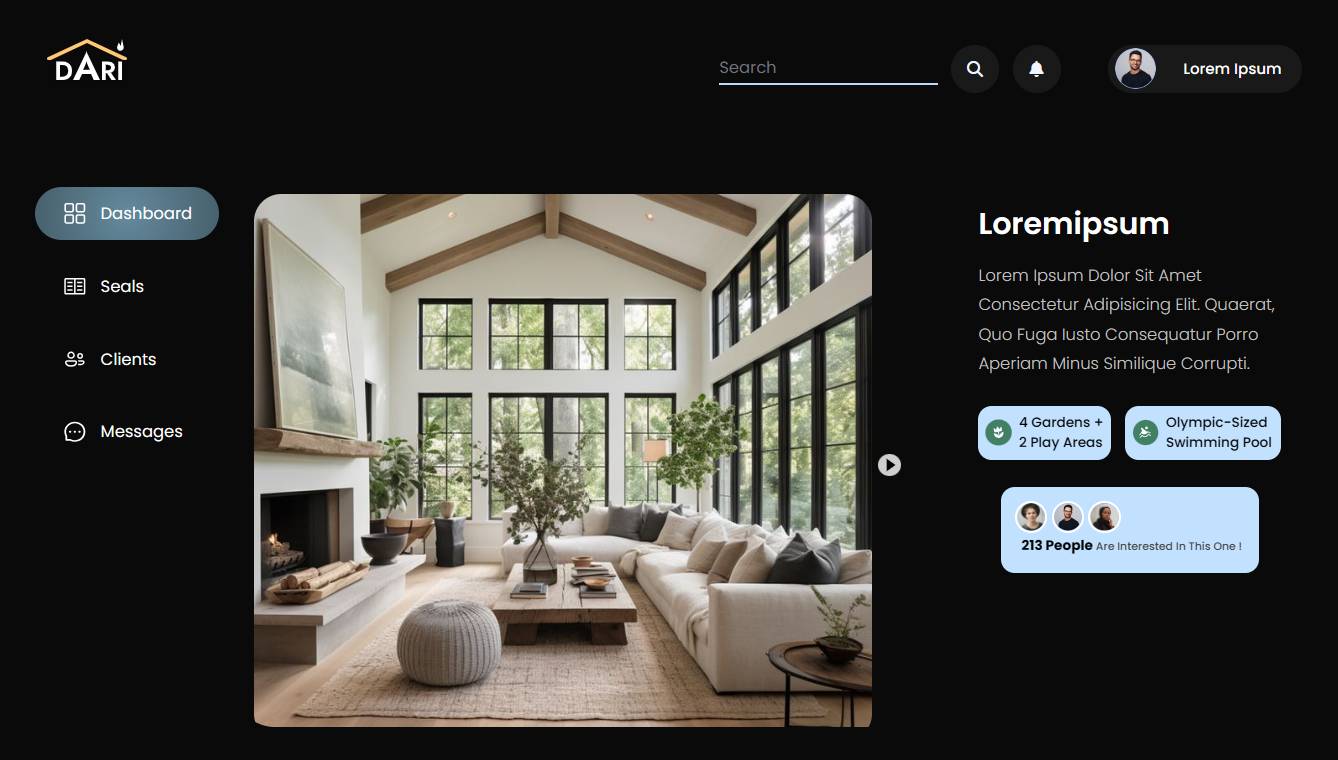 DARI
Search
Lorem Ipsum
Dashboard
Seals
Clients
Messages
Loremipsum
Lorem Ipsum Dolor Sit Amet
Consectetur Adipisicing Elit. Quaerat,
Quo Fuga Iusto Consequatur Porro
Aperiam Minus Similique Corrupti.
4 Gardens +
2 Play Areas
Olympic-Sized
Swimming Pool
213 People Are Interested In This One !